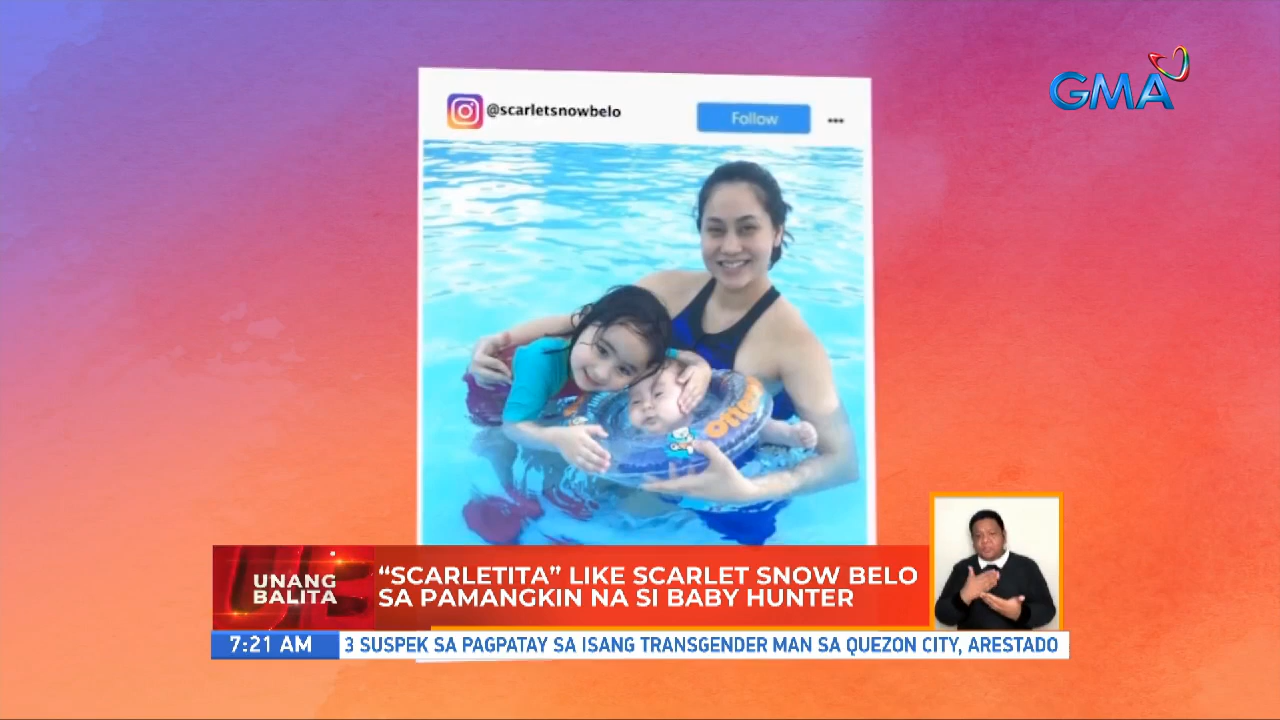 GMA
@scarletsnowbelo
Follow
UNANG
BALITA
“SCARLETITA” LIKE SCARLET SNOW BELO
SA PAMANGKIN NA SI BABY HUNTER
7:21 AM
3 SUSPEK SA PAGPATAY SA ISANG TRANSGENDER MAN SA QUEZON CITY, ARESTADO